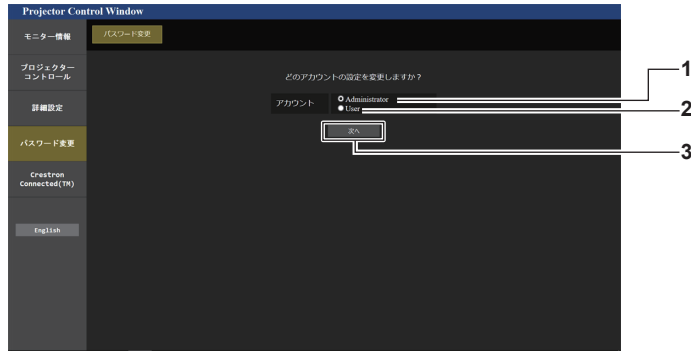 Projector Control Window
モニター情報
パスワード変更
プロジェクター
コントロール
どのアカウントの設定を変更しますか？
1
アカウント
Administrator
User
2
詳細設定
次へ
3
パスワード変更
Crestron
Connected(TM)
English